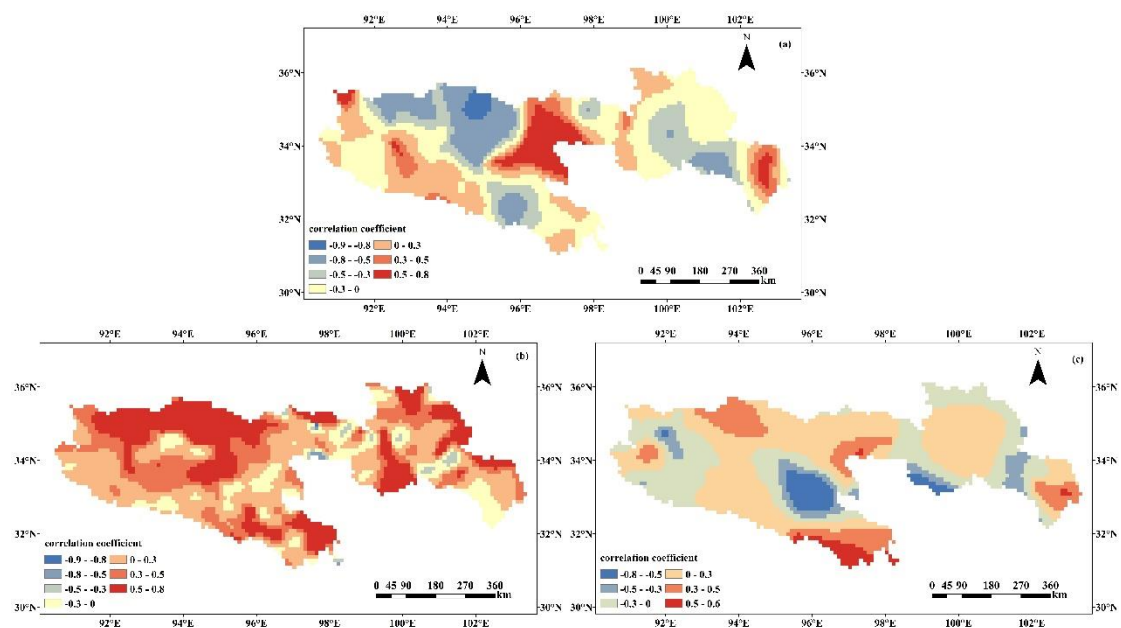 92°E 94°E 96°E 98°E 100°E 102°E
N
(a)
36°N 36°N
34°N 34°N
32°N 32°N
30°N 30°N
correlation coefficient
-0.9 - -0.8 0 - 0.3
-0.8 - -0.5 0.3 - 0.5
-0.5 - -0.3 0.5 - 0.8
-0.3 - 0
0 45 90 180 270 360
km
92°E 94°E 96°E 98°E 100°E 102°E
92°E 94°E 96°E 98°E 100°E 102°E
N
(b)
36°N
34°N
32°N
30°N
correlation coefficient
-0.9 - -0.8 0 - 0.3
-0.8 - -0.5 0.3 - 0.5
-0.5 - -0.3 0.5 - 0.8
-0.3 - 0
0 45 90 180 270 360
km
92°E 94°E 96°E 98°E 100°E 102°E
92°E 94°E 96°E 98°E 100°E 102°E
N
(c)
36°N 36°N
34°N 34°N
32°N 32°N
30°N 30°N
correlation coefficient
-0.8 - -0.5 0 - 0.3
-0.5 - -0.3 0.3 - 0.5
-0.3 - 0 0.5 - 0.6
0 45 90 180 270 360
km
92°E 94°E 96°E 98°E 100°E 102°E